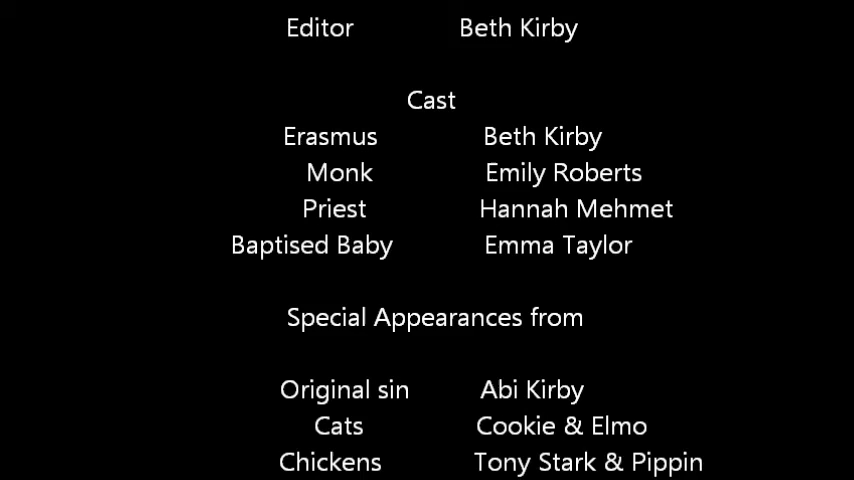 Editor Beth Kirby
Cast
Erasmus Beth Kirby
Monk Emily Roberts
Priest Hannah Mehmet
Baptised Baby Emma Taylor
Special Appearances from
Original sin Abi Kirby
Cats Cookie & Elmo
Chickens Tony Stark & Pippin